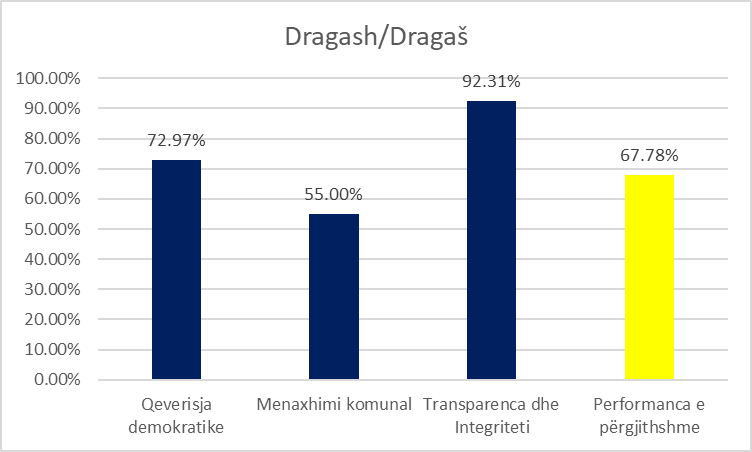 Dragash/Dragaš
100.00%
90.00%
80.00%
70.00%
60.00%
50.00%
40.00%
30.00%
20.00%
10.00%
0.00%
72.97%
55.00%
92.31%
67.78%
Qeverisja
demokratike
Menaxhimi komunal
Transparenca dhe
Integriteti
Performanca e
përgjithshme